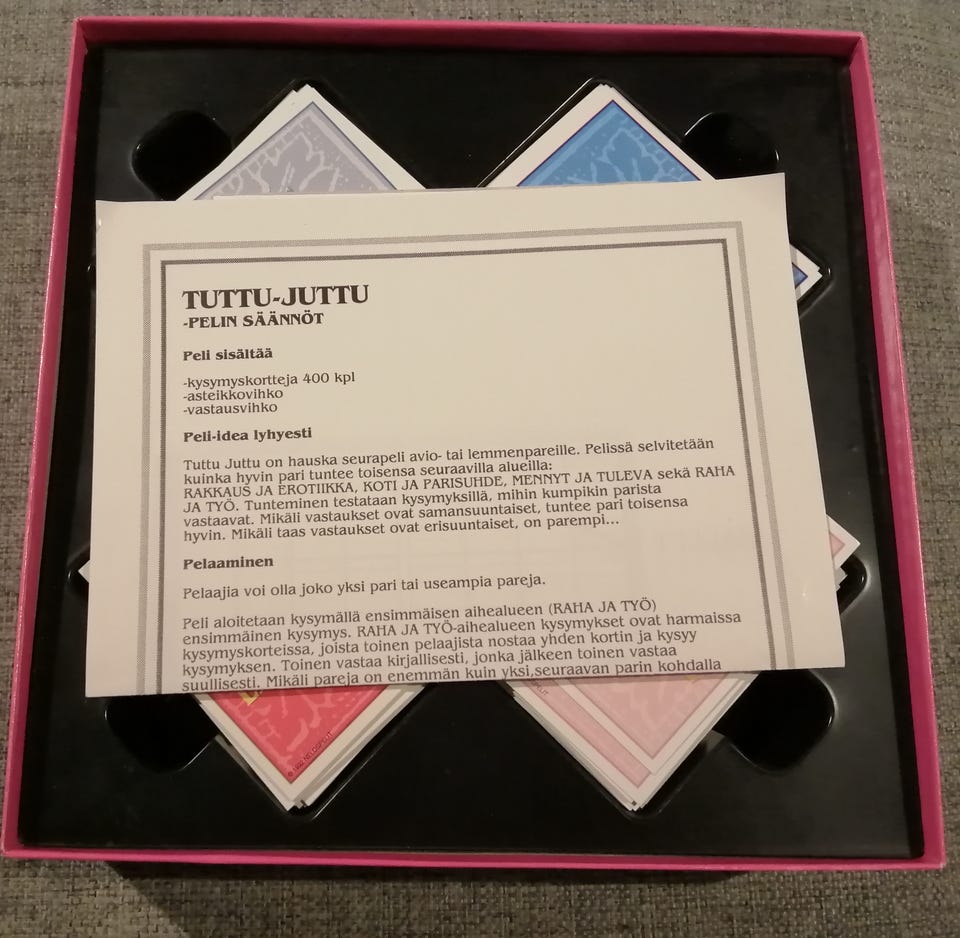 TUTTU-JUTTU
-PELIN SÄÄNNÖT
Peli sisältää
-kysymyskortteja 400 kpl
-asteikkovihko
-vastausvihko
Peli-idea lyhyesti
Tuttu Juttu on hauska seurapeli avio- tai lemmenpareille. Pelissä selvitetään
kuinka hyvin pari tuntee toisensa seuraavilla alueilla:
RAKKAUS JA EROTIIKKA, KOTI JA PARISUHDE, MENNYT JA TULEVA sekä RAHA
JA TYÖ. Tunteminen testataan kysymyksillä, mihin kumpikin parista
vastaavat. Mikäli vastaukset ovat samansuuntaiset, tuntee pari toisensa
hyvin. Mikäli taas vastaukset ovat erisuuntaiset, on parempi...
Pelaaminen
Pelaajia voi olla joko yksi pari tai useampia pareja.
Peli aloitetaan kysymällä ensimmäisen aihealueen (RAHA JA TYÖ)
ensimmäinen kysymys. RAHA JA TYÖ-aihealueen kysymykset ovat harmaissa
kysymyskorteissa, joista toinen pelaajista nostaa yhden kortin ja kysyy
kysymyksen. Toinen vastaa kirjallisesti, jonka jälkeen toinen vastaa
suullisesti. Mikäli pareja on enemmän kuin yksi,seuraavan parin kohdalla
© 1992 NELOSPELIT